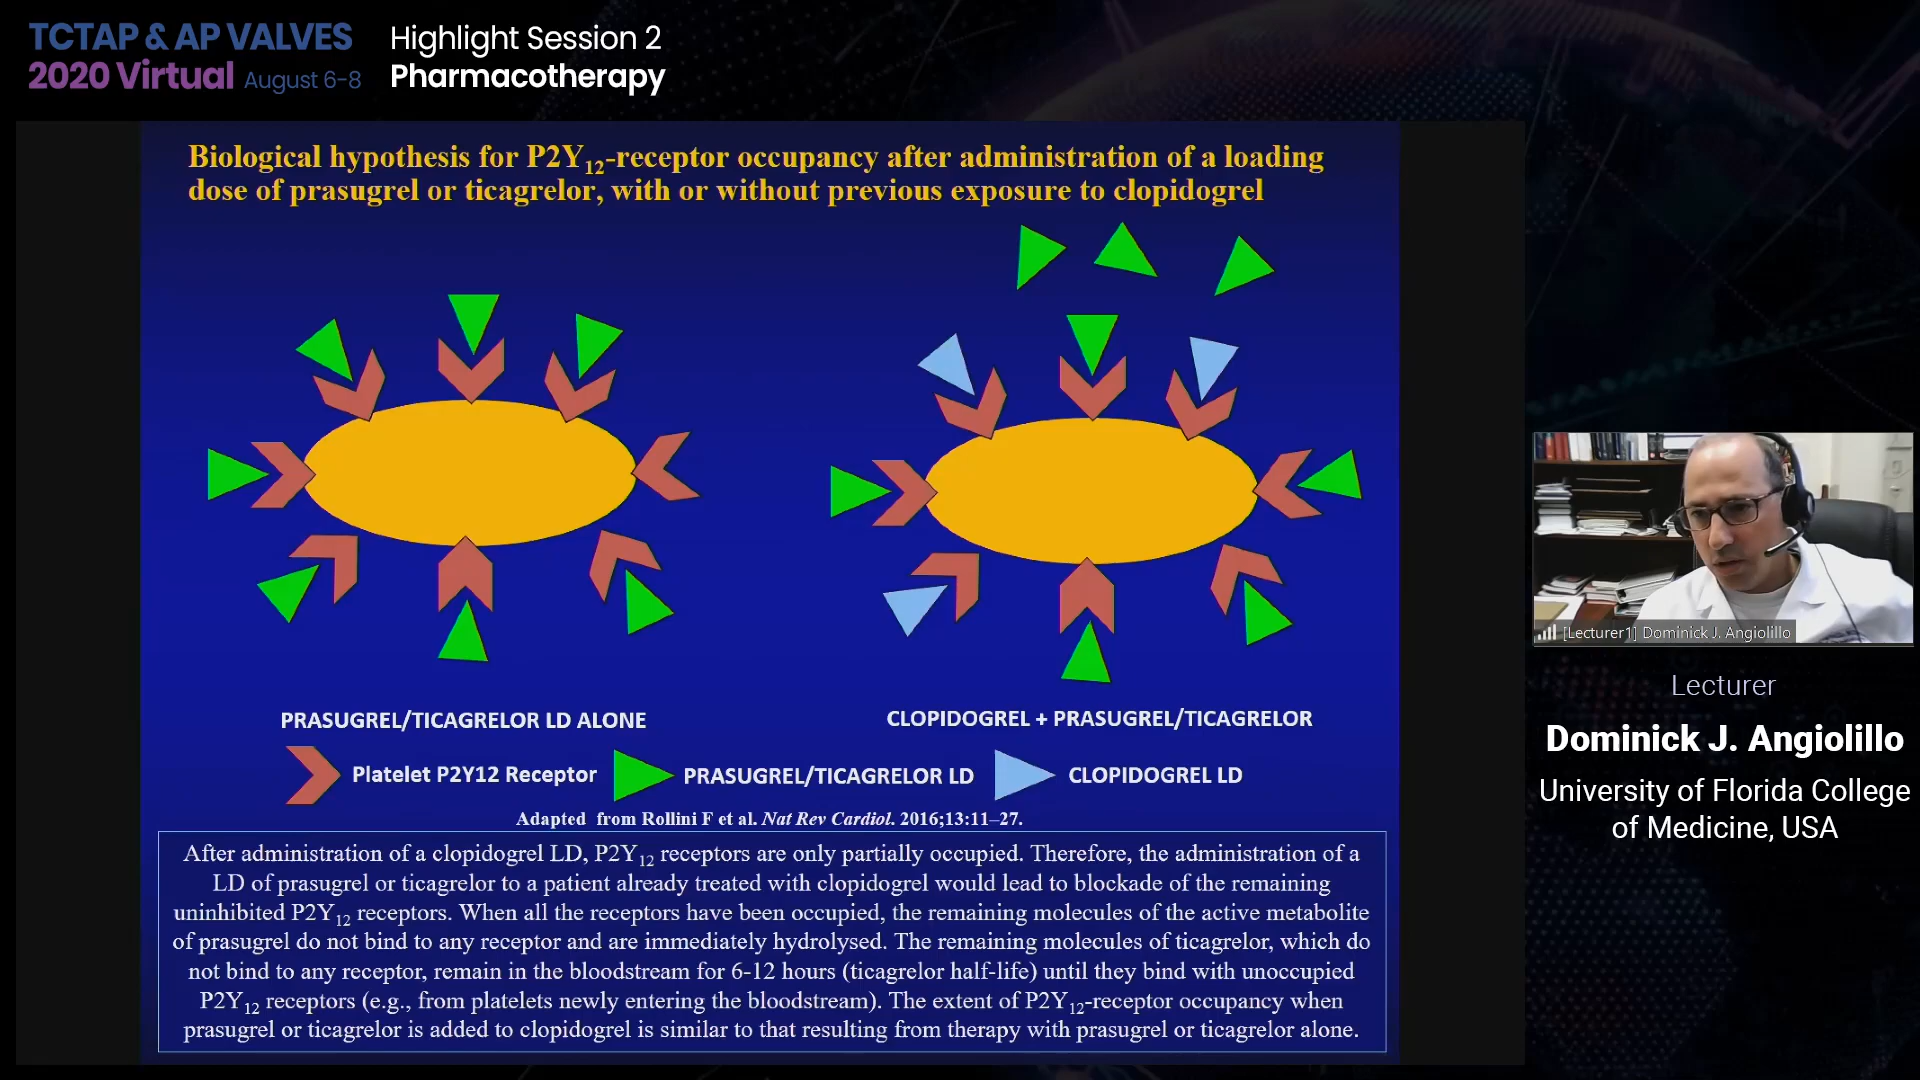 TCTAP & AP VALVES
2020 Virtual August 6-8
Highlight Session 2
Pharmacotherapy
Biological hypothesis for P2Y12-receptor occupancy after administration of a loading
dose of prasugrel or ticagrelor, with or without previous exposure to clopidogrel
PRASUGREL/TICAGRELOR LD ALONE
CLOPIDOGREL + PRASUGREL/TICAGRELOR
Platelet P2Y12 Receptor
PRASUGREL/TICAGRELOR LD
CLOPIDOGREL LD
Adapted from Rollini F et al. Nat Rev Cardiol. 2016;13:11–27.
After administration of a clopidogrel LD, P2Y12 receptors are only partially occupied. Therefore, the administration of a
LD of prasugrel or ticagrelor to a patient already treated with clopidogrel would lead to blockade of the remaining
uninhibited P2Y12 receptors. When all the receptors have been occupied, the remaining molecules of the active metabolite
of prasugrel do not bind to any receptor and are immediately hydrolysed. The remaining molecules of ticagrelor, which do
not bind to any receptor, remain in the bloodstream for 6-12 hours (ticagrelor half-life) until they bind with unoccupied
P2Y12 receptors (e.g., from platelets newly entering the bloodstream). The extent of P2Y12-receptor occupancy when
prasugrel or ticagrelor is added to clopidogrel is similar to that resulting from therapy with prasugrel or ticagrelor alone.
[Lecturer1] Dominick J. Angiolillo
Lecturer
Dominick J. Angiolillo
University of Florida College
of Medicine, USA